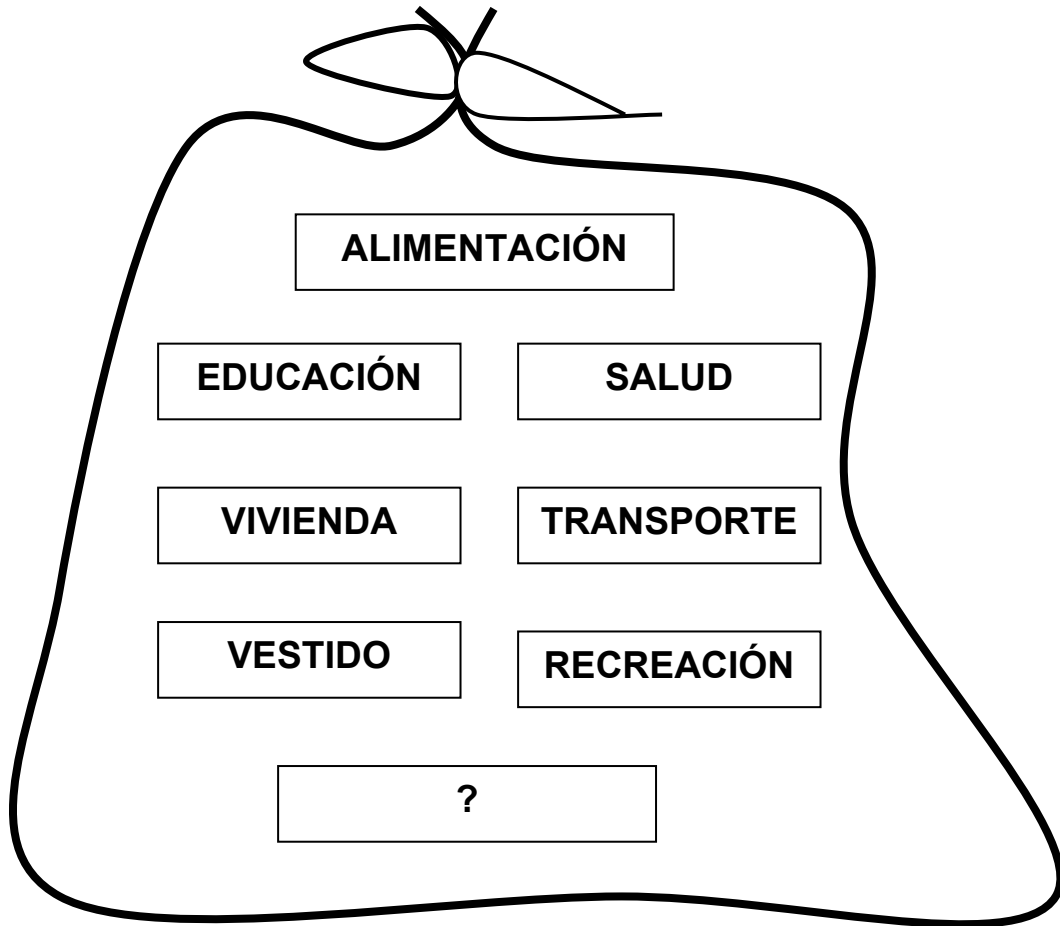 ALIMENTACIÓN
EDUCACIÓN
SALUD
VIVIENDA
TRANSPORTE
VESTIDO
RECREACIÓN
?